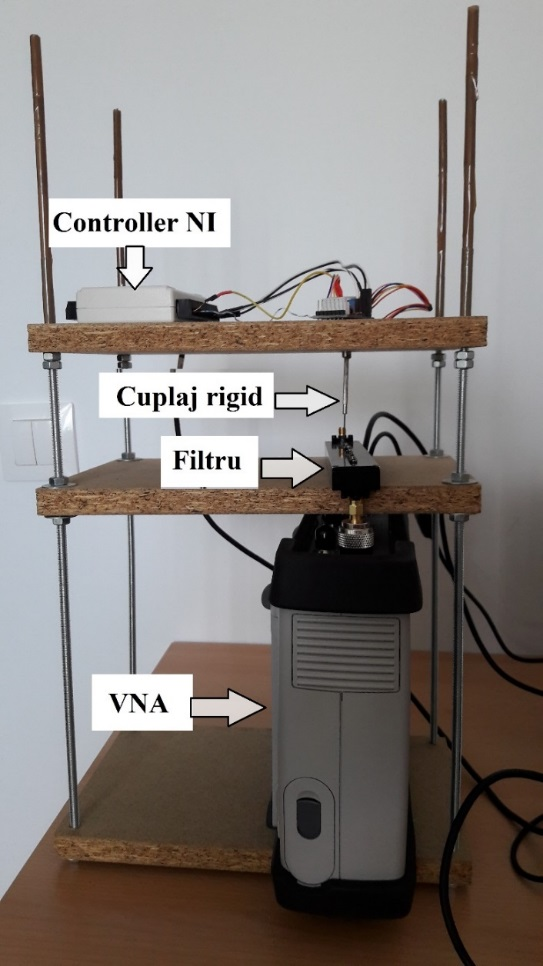 Controller NI
Cuplaj rigid
Filtru
VNA